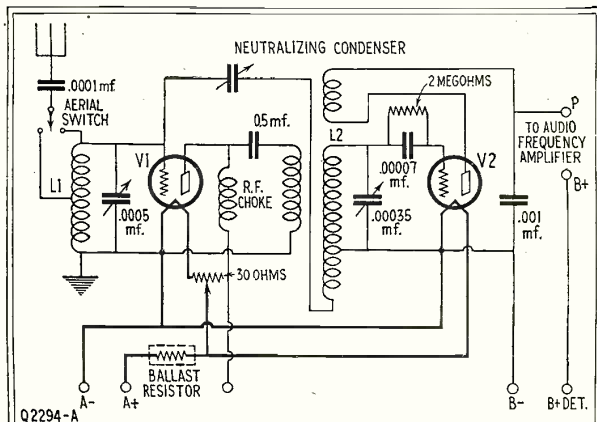 NEUTRALIZING CONDENSER
.0001 mf.
AERIAL
SWITCH
L1
.0005
mf.
V1
0.5 mf.
R.F.
CHOKE
30 OHMS
L2
2 MEGOHMS
.00007
mf.
.00035
mf.
V2
.001
mf.
P
TO AUDIO
FREQUENCY
AMPLIFIER
B+
BALLAST
RESISTOR
A-
A+
B-
B+ DET.
Q2294-A